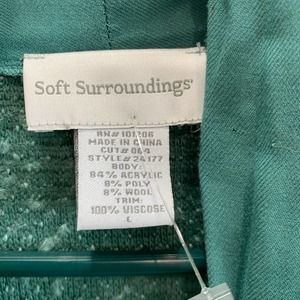 Soft Surroundings
RN# 101206
MADE IN CHINA
CUT# 064
STYLE# 24177
BODY:
84% ACRYLIC
8% POLY
8% WOOL
TRIM:
100% VISCOSE
L